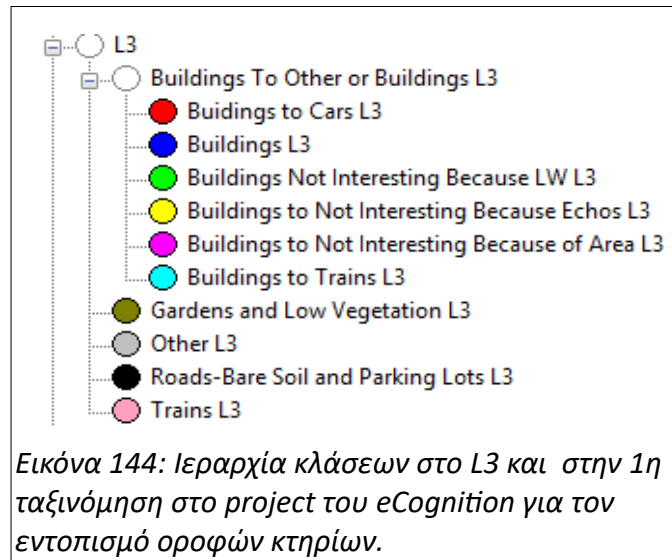 L3
Buildings To Other or Buildings L3
Buidings to Cars L3
Buildings L3
Buildings Not Interesting Because LW L3
Buildings to Not Interesting Because Echos L3
Buildings to Not Interesting Because of Area L3
Buildings to Trains L3
Gardens and Low Vegetation L3
Other L3
Roads-Bare Soil and Parking Lots L3
Trains L3
Εικόνα 144: Ιεραρχία κλάσεων στο L3 και στην 1η
ταξινόμηση στο project του eCognition για τον
εντοπισμό οροφών κτηρίων.